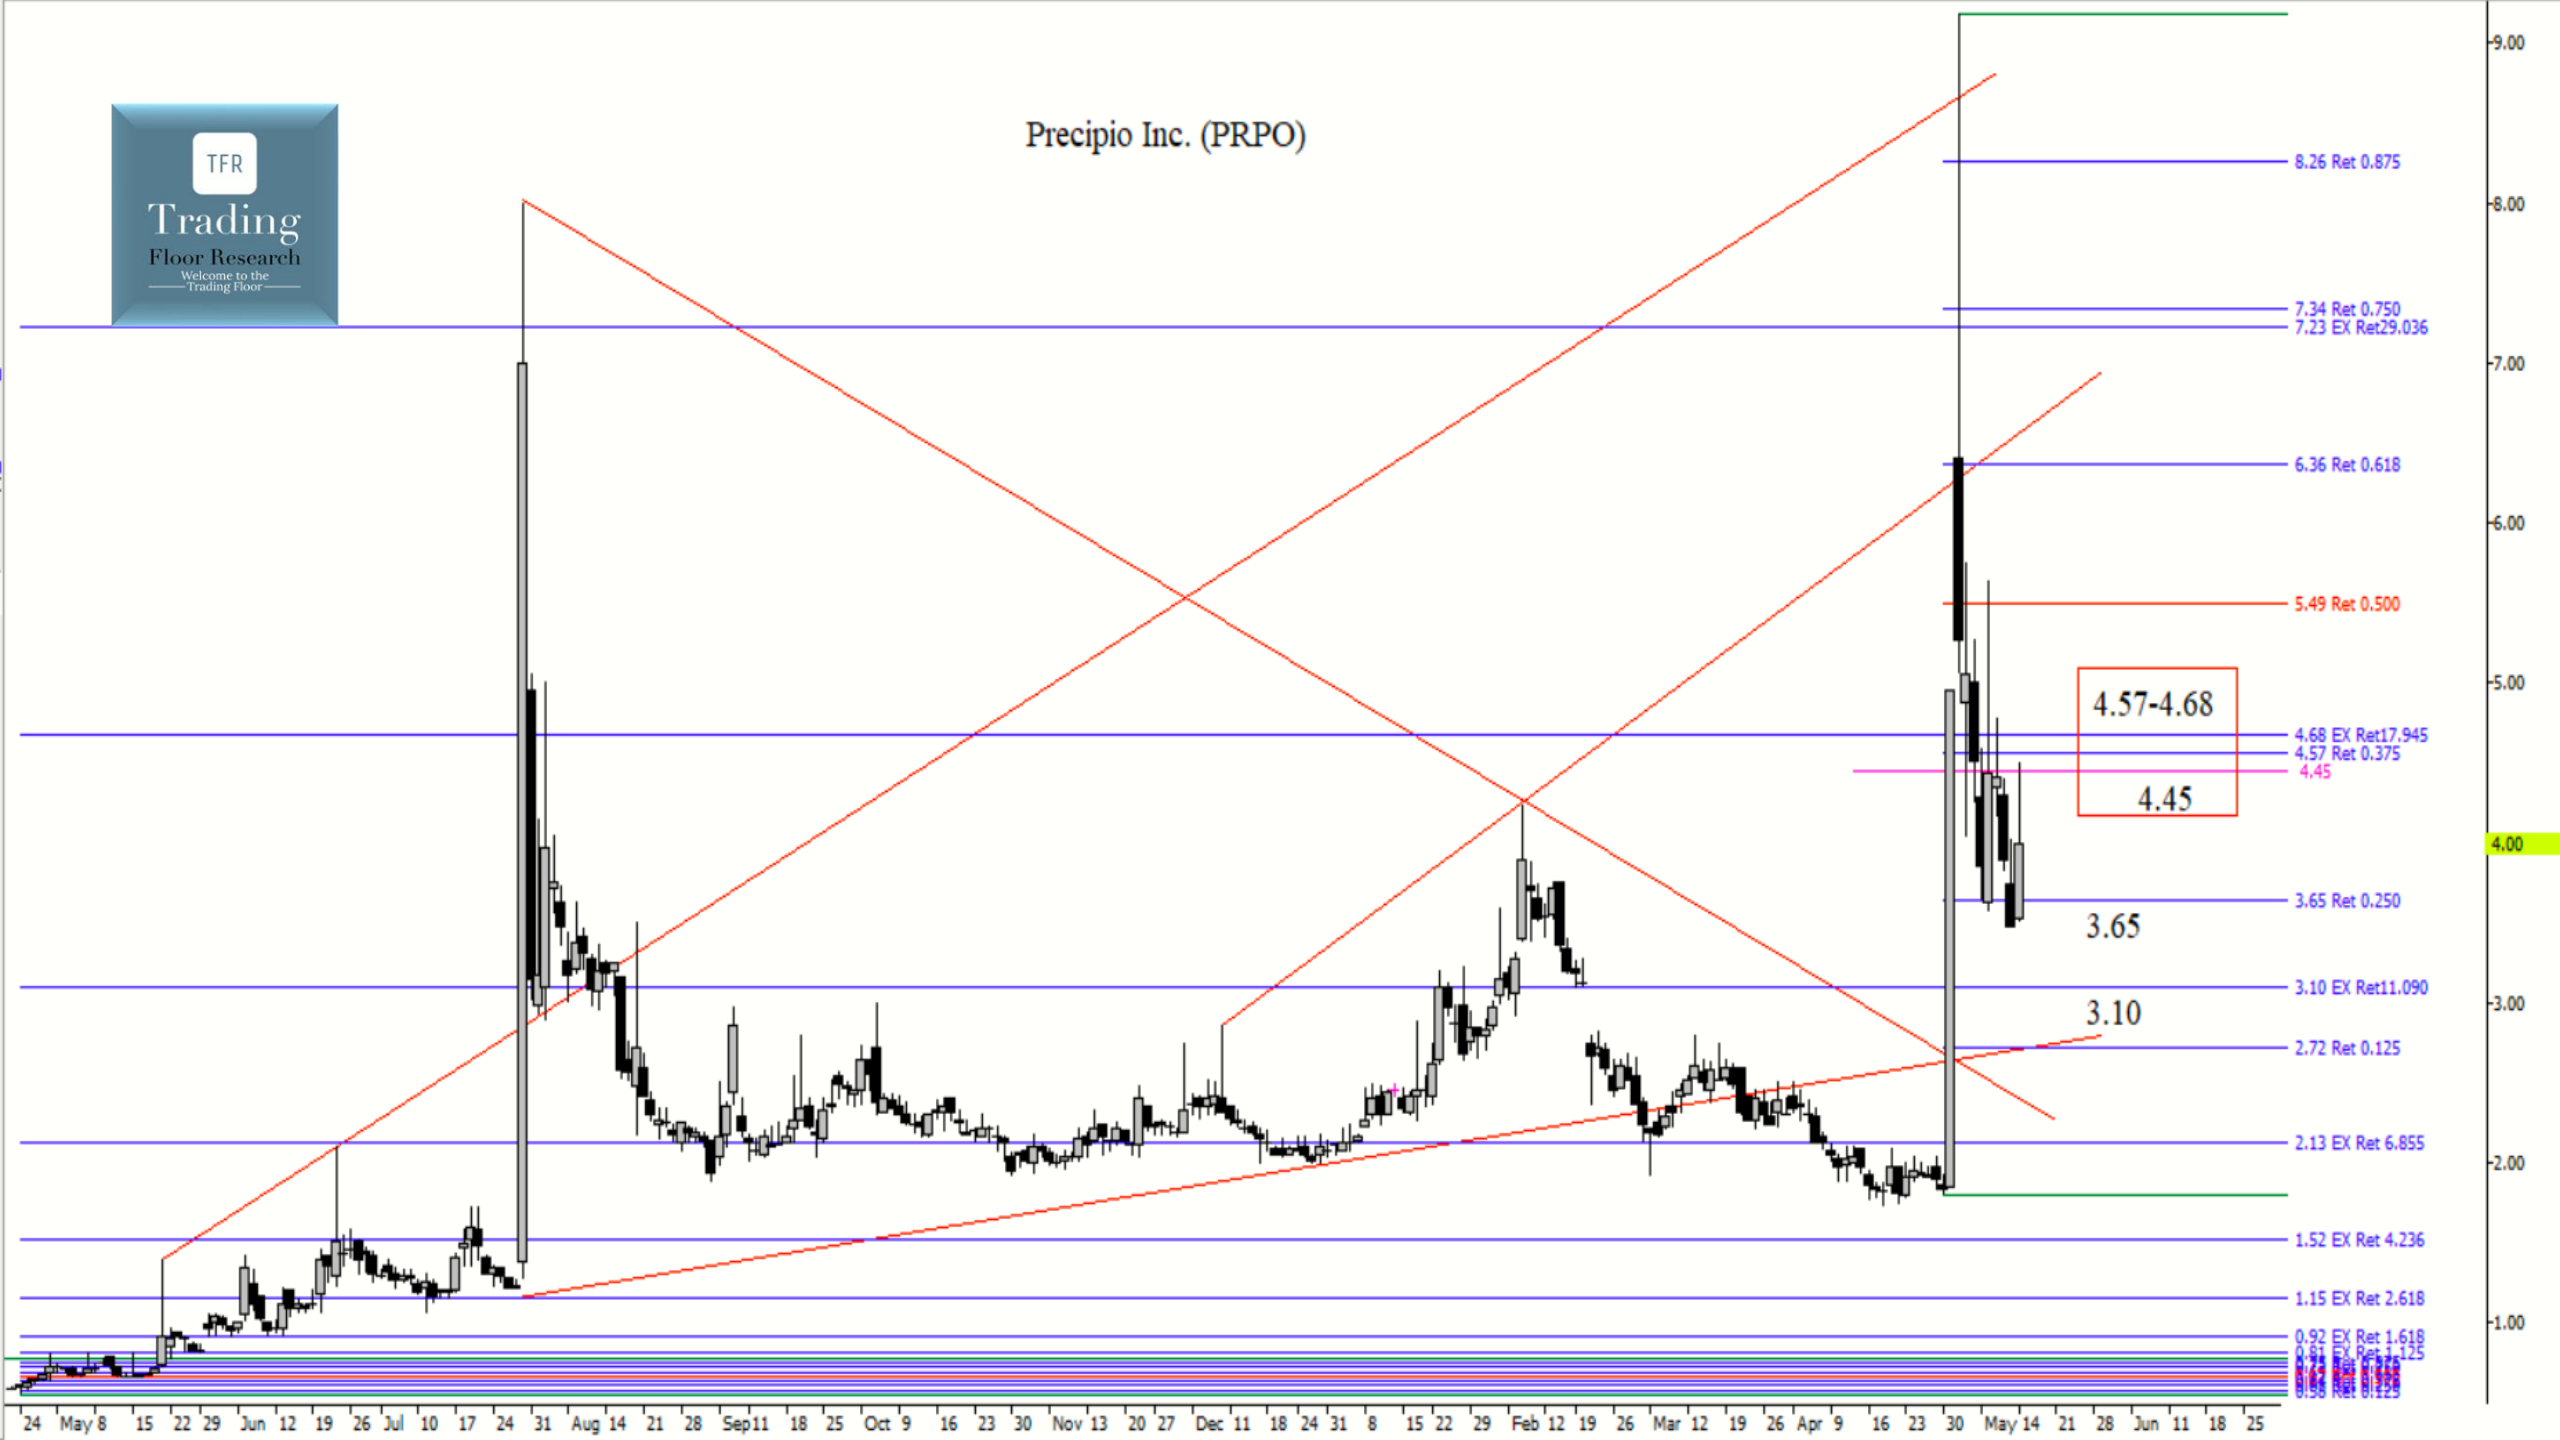 Precipio Inc. (PRPO)
TFR
Trading
Floor Research
Welcome to the
Trading Floor
9.00
8.26 Ret 0.875
8.00
7.34 Ret 0.750
7.23 EX Ret29.036
7.00
6.36 Ret 0.618
6.00
5.49 Ret 0.500
5.00
4.57-4.68
4.68 EX Ret17.945
4.57 Ret 0.375
4.45
4.45
4.00
3.65 Ret 0.250
3.65
3.10 EX Ret11.090
3.00
3.10
2.72 Ret 0.125
2.13 EX Ret 6.855
2.00
1.52 EX Ret 4.236
1.15 EX Ret 2.618
1.00
0.92 EX Ret 1.618
0.81 EX Ret 1.125
24 May 8 15 22 29 Jun 12 19 26 Jul 10 17 24 31 Aug 14 21 28 Sep 11 18 25 Oct 9 16 23 30 Nov 13 20 27 Dec 11 18 24 31 8 15 22 29 Feb 12 19 26 Mar 12 19 26 Apr 9 16 23 30 May 14 21 28 Jun 11 18 25